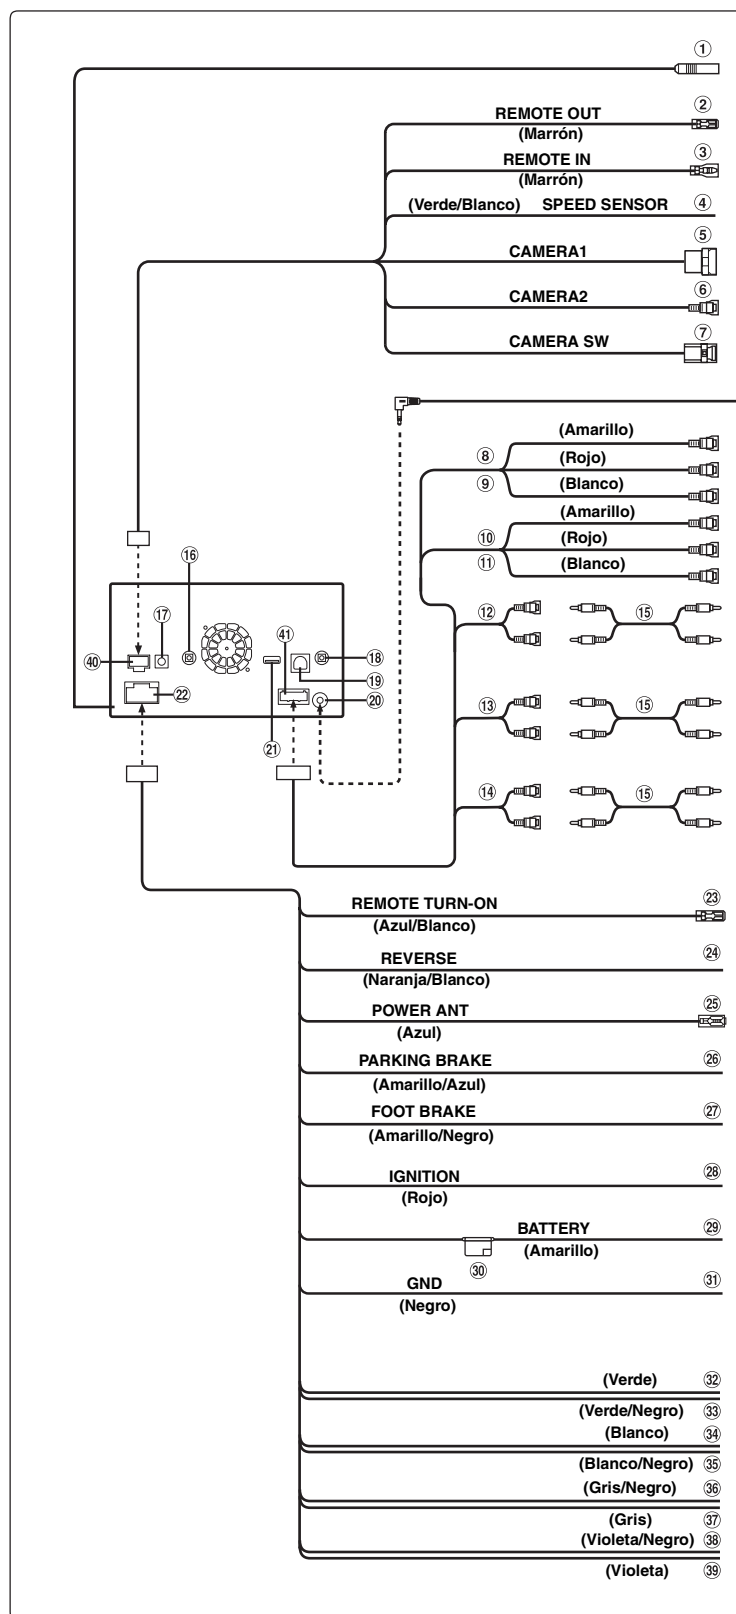 ①
②
REMOTE OUT
(Marrón)
③
REMOTE IN
(Marrón)
(Verde/Blanco) SPEED SENSOR ④
⑤
CAMERA1
⑥
CAMERA2
⑦
CAMERA SW
(Amarillo)
⑧ (Rojo)
⑨ (Blanco)
(Amarillo)
⑩ (Rojo)
⑪ (Blanco)
⑯
⑫ ⑮
⑰ ㊶
㊵ ⑱
⑲
㉒ ⑳
⑬ ⑮
㉑
⑭ ⑮
㉓
REMOTE TURN-ON
(Azul/Blanco)
REVERSE ㉔
(Naranja/Blanco)
㉕
POWER ANT
(Azul)
PARKING BRAKE ㉖
(Amarillo/Azul)
FOOT BRAKE ㉗
(Amarillo/Negro)
IGNITION ㉘
(Rojo)
BATTERY ㉙
(Amarillo)
㉚
GND ㉛
(Negro)
(Verde) ㉜
(Verde/Negro) ㉝
(Blanco) ㉞
(Blanco/Negro) ㉟
(Gris/Negro) ㊱
(Gris) ㊲
(Violeta/Negro) ㊳
(Violeta) ㊴